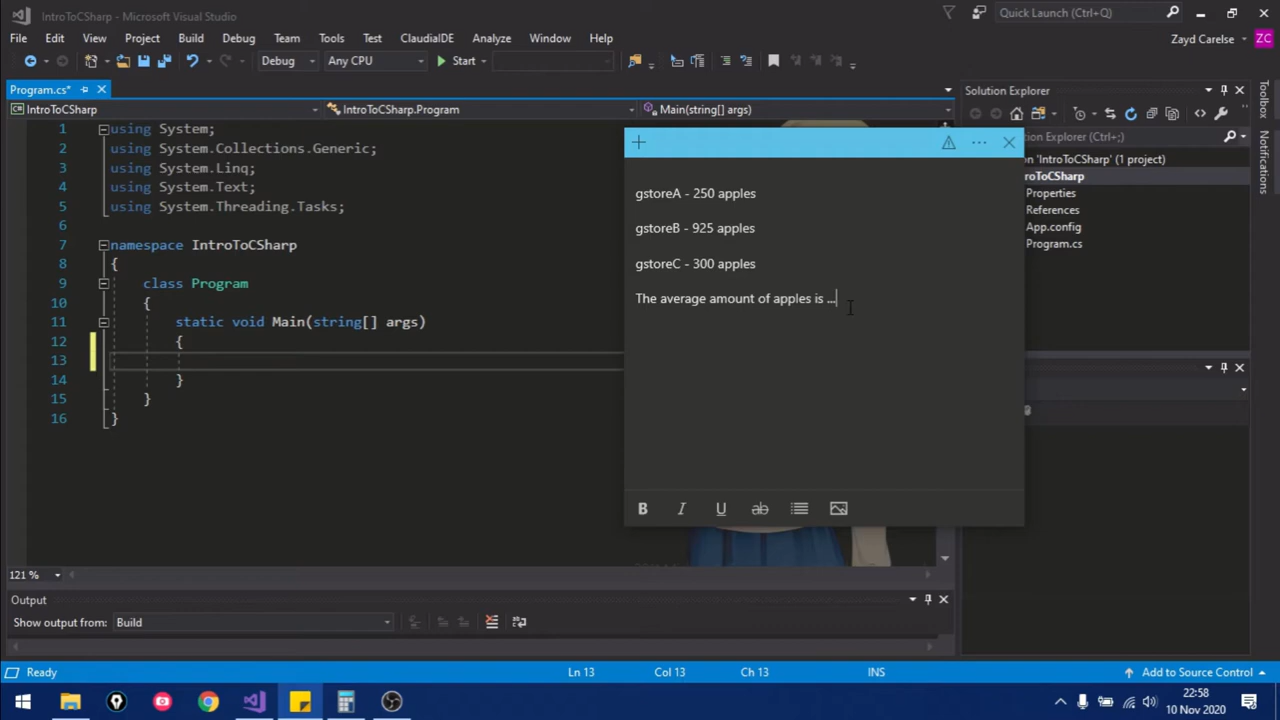 IntroToCSharp - Microsoft Visual Studio
Quick Launch (Ctrl+Q)
File Edit View Project Build Debug Team Tools Test ClaudiaIDE Analyze Window Help
Zayd Carelse ZC
Debug Any CPU Start
Program.cs*
Solution Explorer
IntroToCSharp IntroToCSharp.Program Main(string[] args)
Explorer (Ctrl+;)
1 using System;
2 using System.Collections.Generic;
3 using System.Linq;
4 using System.Text;
5 using System.Threading.Tasks;
6
7 namespace IntroToCSharp
8 {
9 class Program
10 {
11 static void Main(string[] args)
12 {
13
14 }
15 }
16 }
gstoreA - 250 apples
gstoreB - 925 apples
gstoreC - 300 apples
The average amount of apples is ...
B I U ab
on 'IntroToCSharp' (1 project)
roToCSharp
Properties
References
App.config
Program.cs
Toolbox
Notifications
121 %
Output
Show output from: Build
Ready Ln 13 Col 13 Ch 13 INS Add to Source Control
22:58
10 Nov 2020